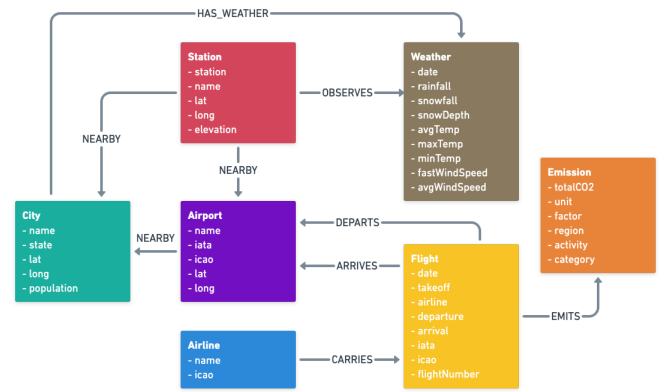 HAS_WEATHER
Station
- station
- name
- lat
- long
- elevation
OBSERVES
Weather
- date
- rainfall
- snowfall
- snowDepth
- avgTemp
- maxTemp
- minTemp
- fastWindSpeed
- avgWindSpeed
NEARBY
NEARBY
Emission
- totalCO2
- unit
- factor
- region
- activity
- category
City
- name
- state
- lat
- long
- population
NEARBY
Airport
- name
- iata
- icao
- lat
- long
DEPARTS
ARRIVES
Flight
- date
- takeoff
- airline
- departure
- arrival
- iata
- icao
- flightNumber
EMITS
Airline
- name
- icao
CARRIES